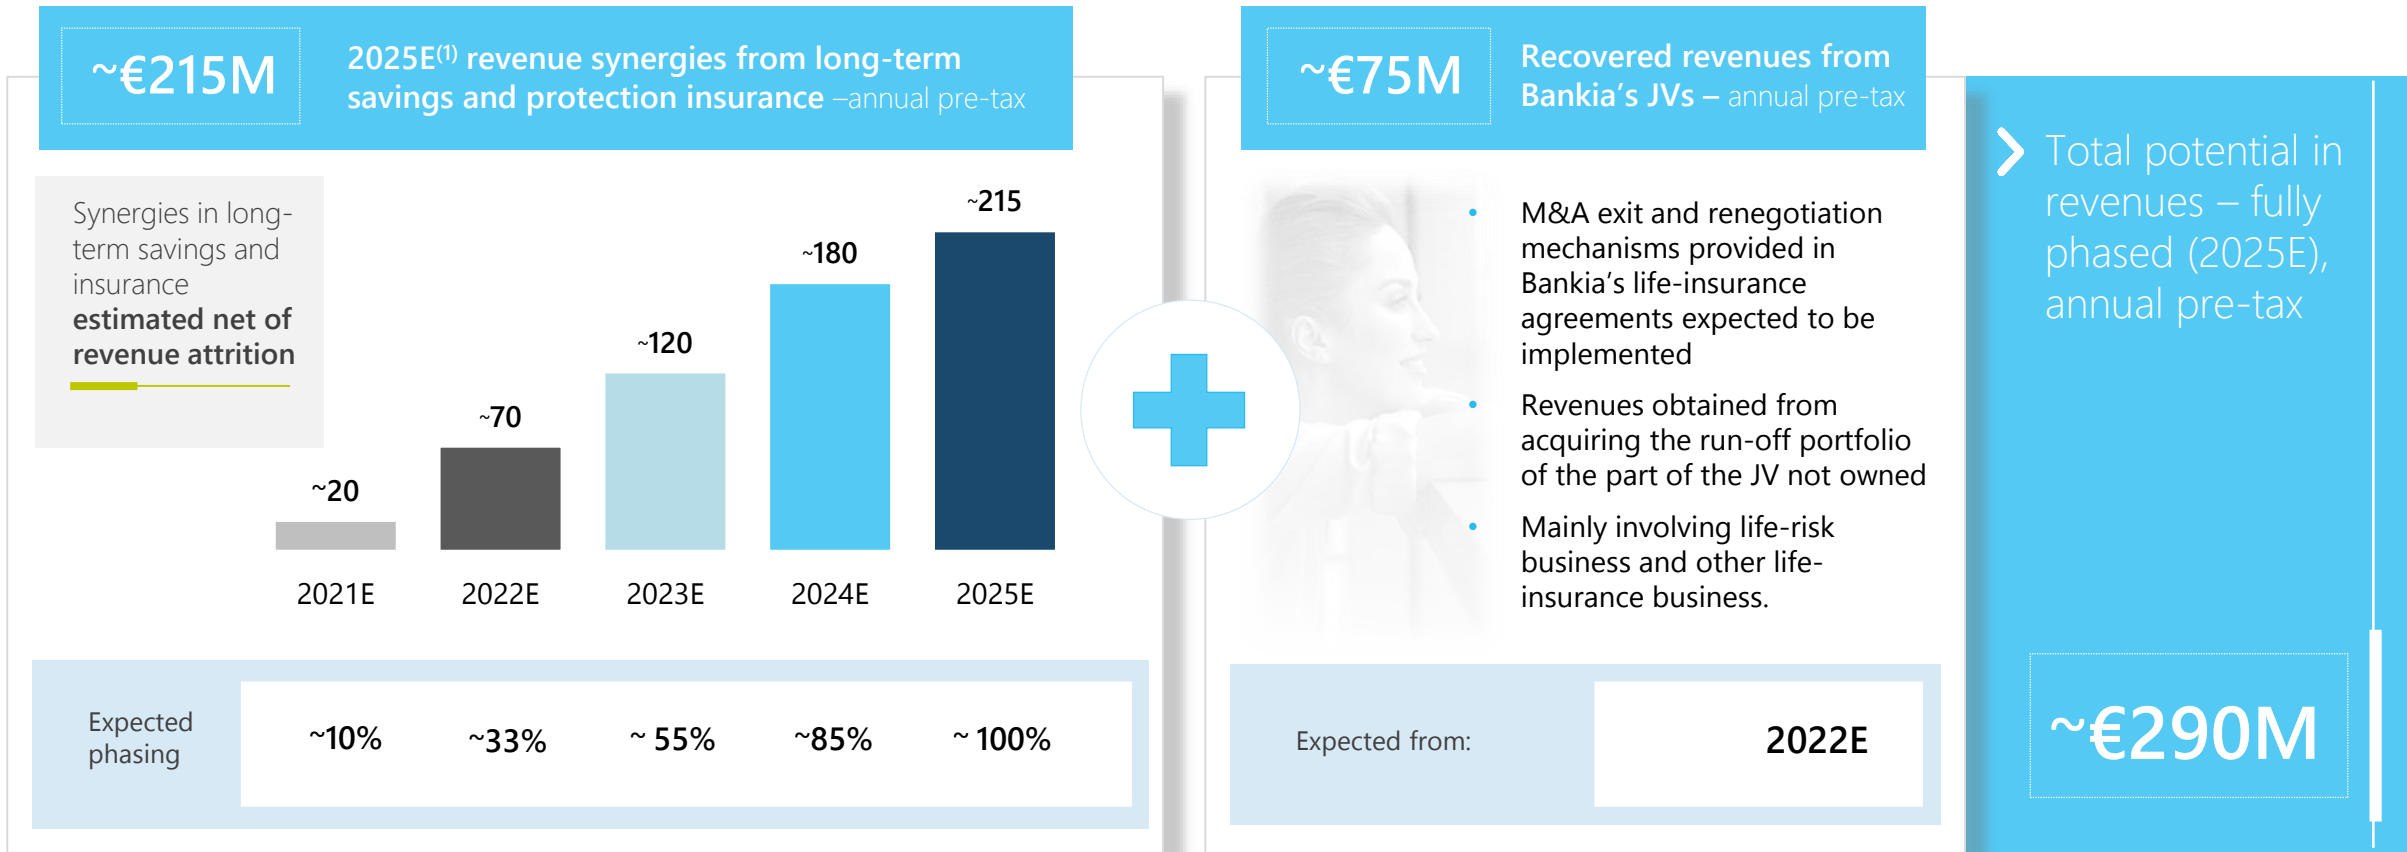 ~€215M
2025E(1) revenue synergies from long-term
savings and protection insurance –annual pre-tax
Synergies in long-
term savings and
insurance
estimated net of
revenue attrition
~20
~70
~120
~180
~215
2021E
2022E
2023E
2024E
2025E
Expected
phasing
~10%
~33%
~ 55%
~85%
~ 100%
~€75M
Recovered revenues from
Bankia’s JVs – annual pre-tax
• M&A exit and renegotiation
mechanisms provided in
Bankia’s life-insurance
agreements expected to be
implemented
• Revenues obtained from
acquiring the run-off portfolio
of the part of the JV not owned
• Mainly involving life-risk
business and other life-
insurance business.
Expected from:
2022E
Total potential in
revenues – fully
phased (2025E),
annual pre-tax
~€290M